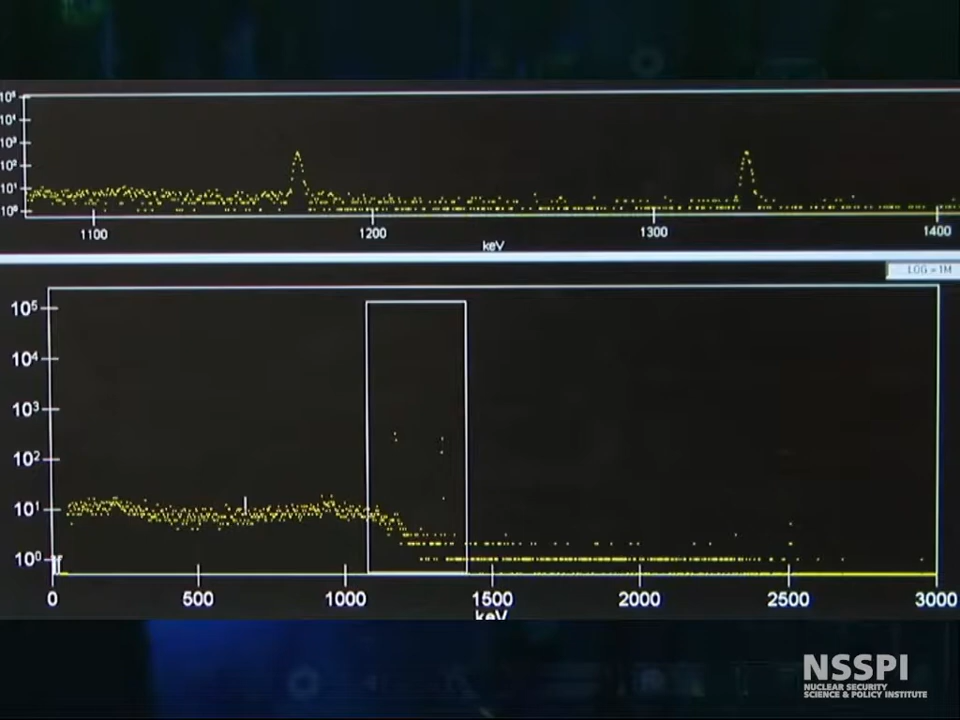 10⁵
10⁴
10³
10²
10¹
10⁰
1100 1200 1300 1400
keV
LOG = 1M
10⁵
10⁴
10³
10²
10¹
10⁰
0 500 1000 1500 2000 2500 3000
keV
NSSPI
NUCLEAR SECURITY
SCIENCE & POLICY INSTITUTE